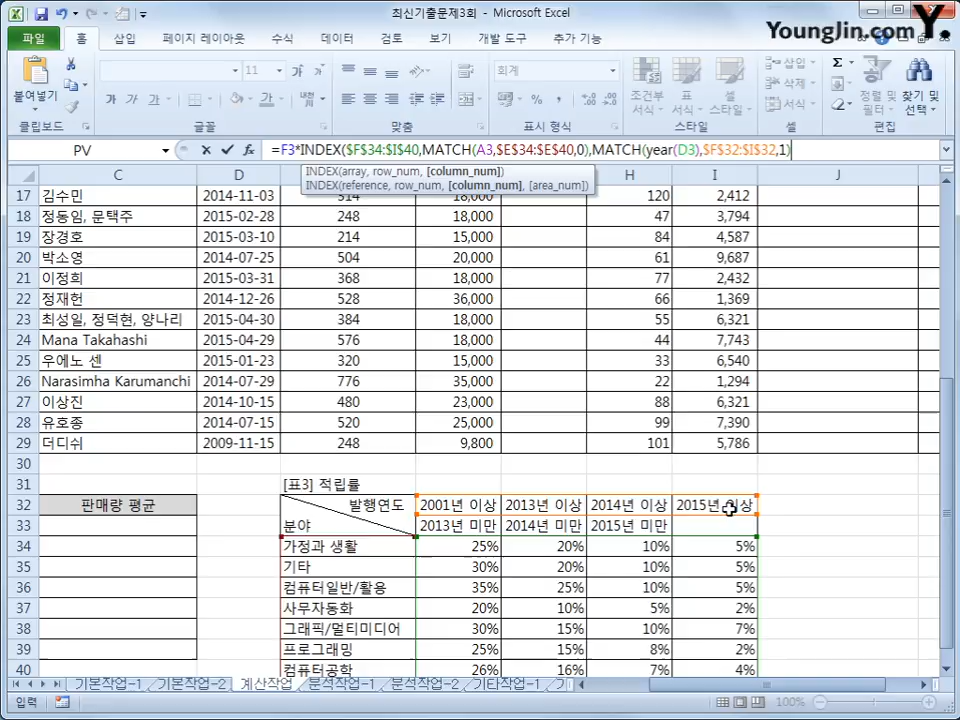 최신기출문제3회 - Microsoft Excel
Younglin.com Y.
파일 홈 삽입 페이지 레이아웃 수식 데이터 검토 보기 개발 도구 추가 기능
붙여넣기
클립보드
11
가 가 가
글꼴
맞춤
회계
표시 형식
조건부 서식 표 서식 셀 스타일
스타일
삽입
삭제
서식
셀
정렬 및 필터 찾기 및 선택
편집
PV =F3*INDEX($F$34:$I$40,MATCH(A3,$E$34:$E$40,0),MATCH(year(D3),$F$32:$I$32,1)
INDEX(array, row_num, [column_num])
INDEX(reference, row_num, [column_num], [area_num])
C D H I J
17 김수민 2014-11-03 314 18,000 120 2,412
18 정동임, 문택주 2015-02-28 248 18,000 47 3,794
19 장경호 2015-03-10 214 15,000 84 4,587
20 박소영 2014-07-25 504 20,000 61 9,687
21 이정희 2015-03-31 368 18,000 77 2,432
22 정재헌 2014-12-26 528 36,000 66 1,369
23 최성일, 정덕현, 양나리 2015-04-30 384 18,000 55 6,321
24 Mana Takahashi 2015-04-29 576 18,000 44 7,743
25 우에노 센 2015-01-23 320 15,000 33 6,540
26 Narasimha Karumanchi 2014-07-29 776 35,000 22 1,294
27 이상진 2014-10-15 480 23,000 88 6,321
28 유호종 2014-07-15 520 25,000 99 7,390
29 더디쉬 2009-11-15 248 9,800 101 5,786
30
31 [표3] 적립률
32 판매량 평균 발행연도 2001년 이상 2013년 이상 2014년 이상 2015년 이상
33 분야 2013년 미만 2014년 미만 2015년 미만
34 가정과 생활 25% 20% 10% 5%
35 기타 30% 20% 10% 5%
36 컴퓨터일반/활용 35% 25% 10% 5%
37 사무자동화 20% 10% 5% 2%
38 그래픽/멀티미디어 30% 15% 10% 7%
39 프로그래밍 25% 15% 8% 2%
40 컴퓨터공학 26% 16% 7% 4%
기본작업-1 기본작업-2 계산작업 분석작업-1 분석작업-2 기타작업-1
입력 100%